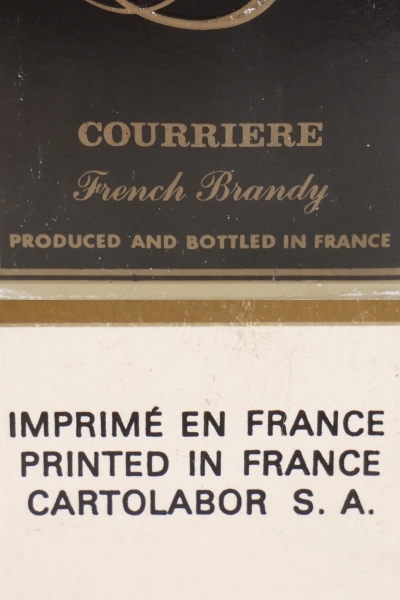 COURRIERE
French Brandy
PRODUCED AND BOTTLED IN FRANCE
IMPRIMÉ EN FRANCE
PRINTED IN FRANCE
CARTOLABOR S. A.